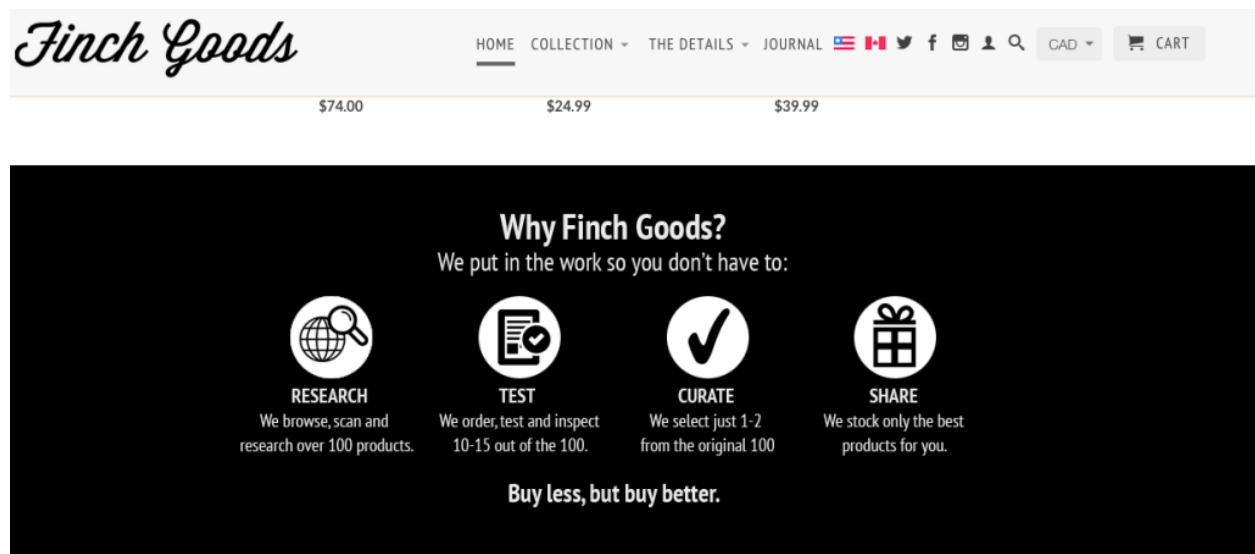 Finch Goods
HOME COLLECTION THE DETAILS JOURNAL CAD CART
$74.00 $24.99 $39.99
Why Finch Goods?
We put in the work so you don't have to:
RESEARCH
We browse, scan and
research over 100 products.
TEST
We order, test and inspect
10-15 out of the 100.
CURATE
We select just 1-2
from the original 100
SHARE
We stock only the best
products for you.
Buy less, but buy better.